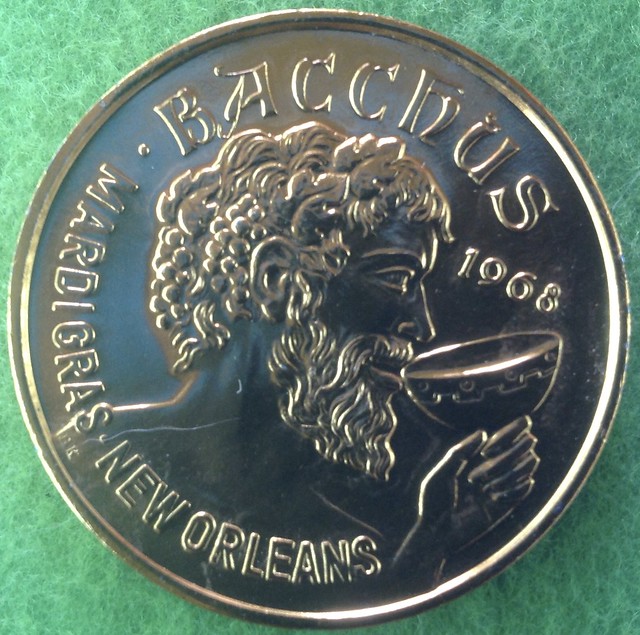 BACCHUS
1968
MARDI GRAS
NEW ORLEANS